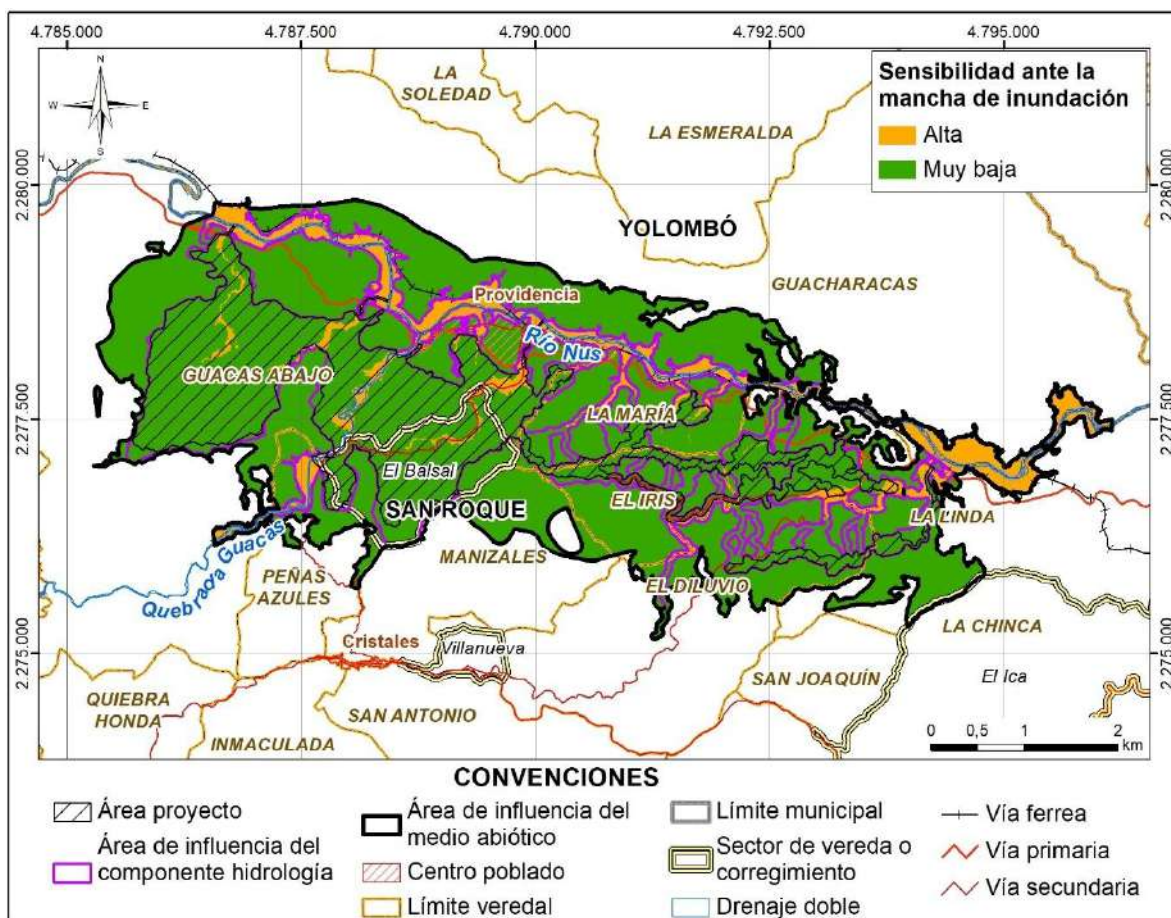 4.785.000
4.787.500
4.790.000
4.792.500
4.795.000
N
W
E
S
Sensibilidad ante la
mancha de inundación
Alta
Muy baja
LA
SOLEDAD
LA ESMERALDA
2.280.000
2.280.000
YOLOMBÓ
GUACHARACAS
Providencia
Río Nus
GUACAS ABAJO
LA MARÍA
2.277.500
2.277.500
El Balsal
SAN ROQUE
EL IRIS
LA LINDA
MANIZALES
EL DILUVIO
Quebrada Guacas
PEÑAS
AZULES
LA CHINCA
Cristales
Villanueva
2.275.000
2.275.000
SAN JOAQUÍN
El Ica
QUIEBRA
HONDA
SAN ANTONIO
INMACULADA
0 0,5 1 2
km
CONVENCIONES
Área proyecto
Área de influencia del
componente hidrología
Área de influencia del
medio abiótico
Centro poblado
Límite veredal
Límite municipal
Sector de vereda o
corregimiento
Drenaje doble
Vía ferrea
Vía primaria
Vía secundaria